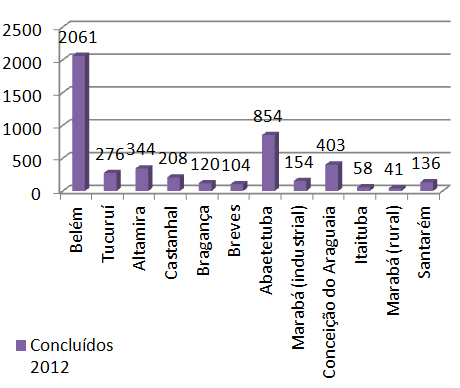 2500
2000
1500
1000
500
0
2061
276
344
208
120
104
854
154
403
58
41
136
Belém
Tucuruí
Altamira
Castanhal
Bragança
Breves
Abaetetuba
Marabá (industrial)
Conceição do Araguaia
Itaituba
Marabá (rural)
Santarém
Concluídos
2012